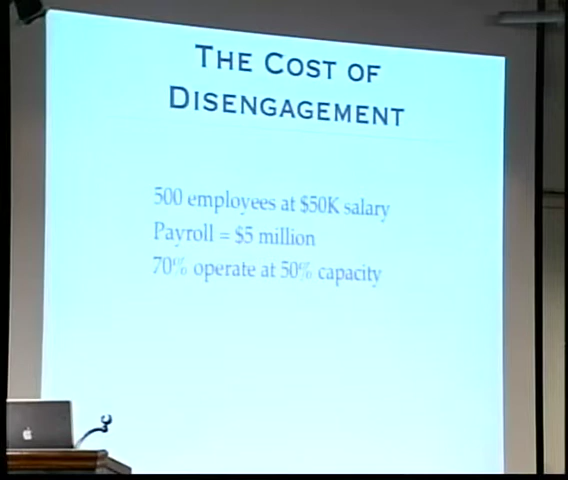 THE COST OF
DISENGAGEMENT
500 employees at $50K salary
Payroll = $5 million
70% operate at 50% capacity